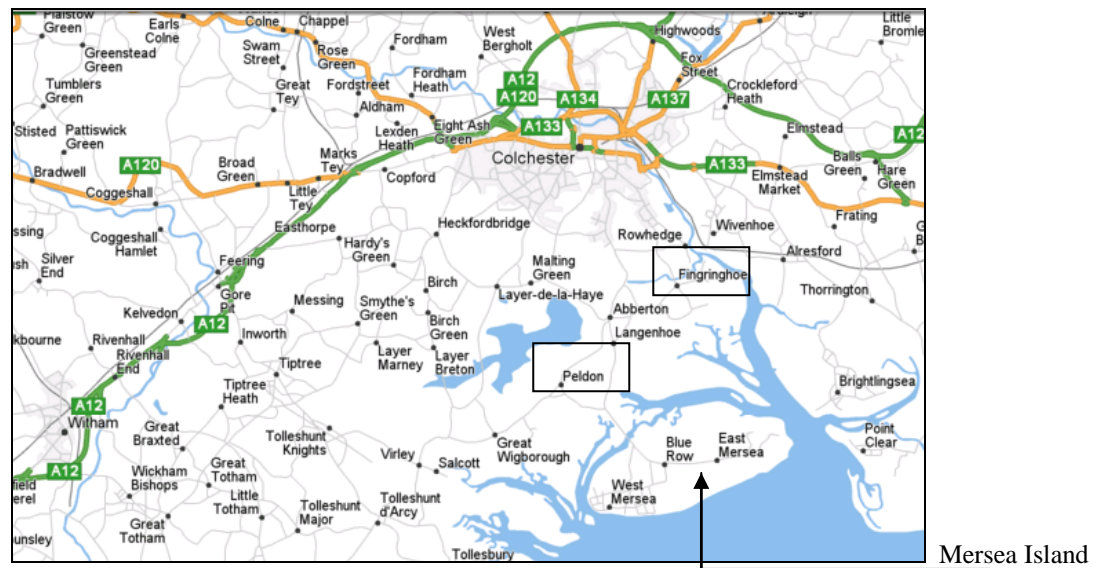 Plaistow
Green
Earls
Colne
Colne
Chappel
Fordham
West
Bergholt
Highwoods
Little
Bromle
Greenstead
Green
Swam
Street
Rose
Green
Fox
Street
Tumblers
Green
Great
Tey
Fordstreet
Fordham
Heath
A12
A120
A134
A137
Crockleford
Heath
Aldham
Stisted
Pattiswick
Green
Lexden
Heath
Eight Ash
Green
A133
Elmstead
A12
A120
Bradwell
Broad
Green
Marks
Tey
Colchester
A133
Balls
Green
Hare
Green
Coggeshall
Little
Tey
Copford
Elmstead
Market
Frating
ssing
Coggeshall
Hamlet
Easthorpe
Heckfordbridge
Rowhedge
Wivenhoe
G
B
sh
Silver
End
Feering
Hardy's
Green
Malting
Green
Alresford
Fingringhoe
Birch
Layer-de-la-Haye
Thorrington
Gore
Pit
Messing
Smythe's
Green
Abberton
Kelvedon
A12
Birch
Green
Langenhoe
kbourne
Rivenhall
Inworth
Rivenhall
End
Layer
Marney
Layer
Breton
Tiptree
Peldon
Brightlingsea
Tiptree
Heath
A12
Witham
Great
Braxted
Tolleshunt
Knights
Great
Wigborough
Blue
Row
East
Mersea
Point
Clear
Virley
Salcott
A12
field
erel
Wickham
Bishops
Great
Totham
West
Mersea
Little
Totham
Tolleshunt
Major
Tolleshunt
d'Arcy
Great
Totham
unsley
Tollesbury
Mersea Island